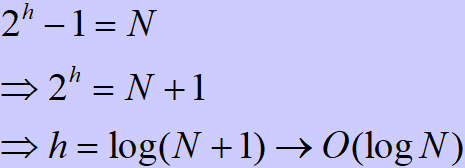 2^h − 1 = N
⇒ 2^h = N + 1
⇒ h = log(N + 1) → O(log N)